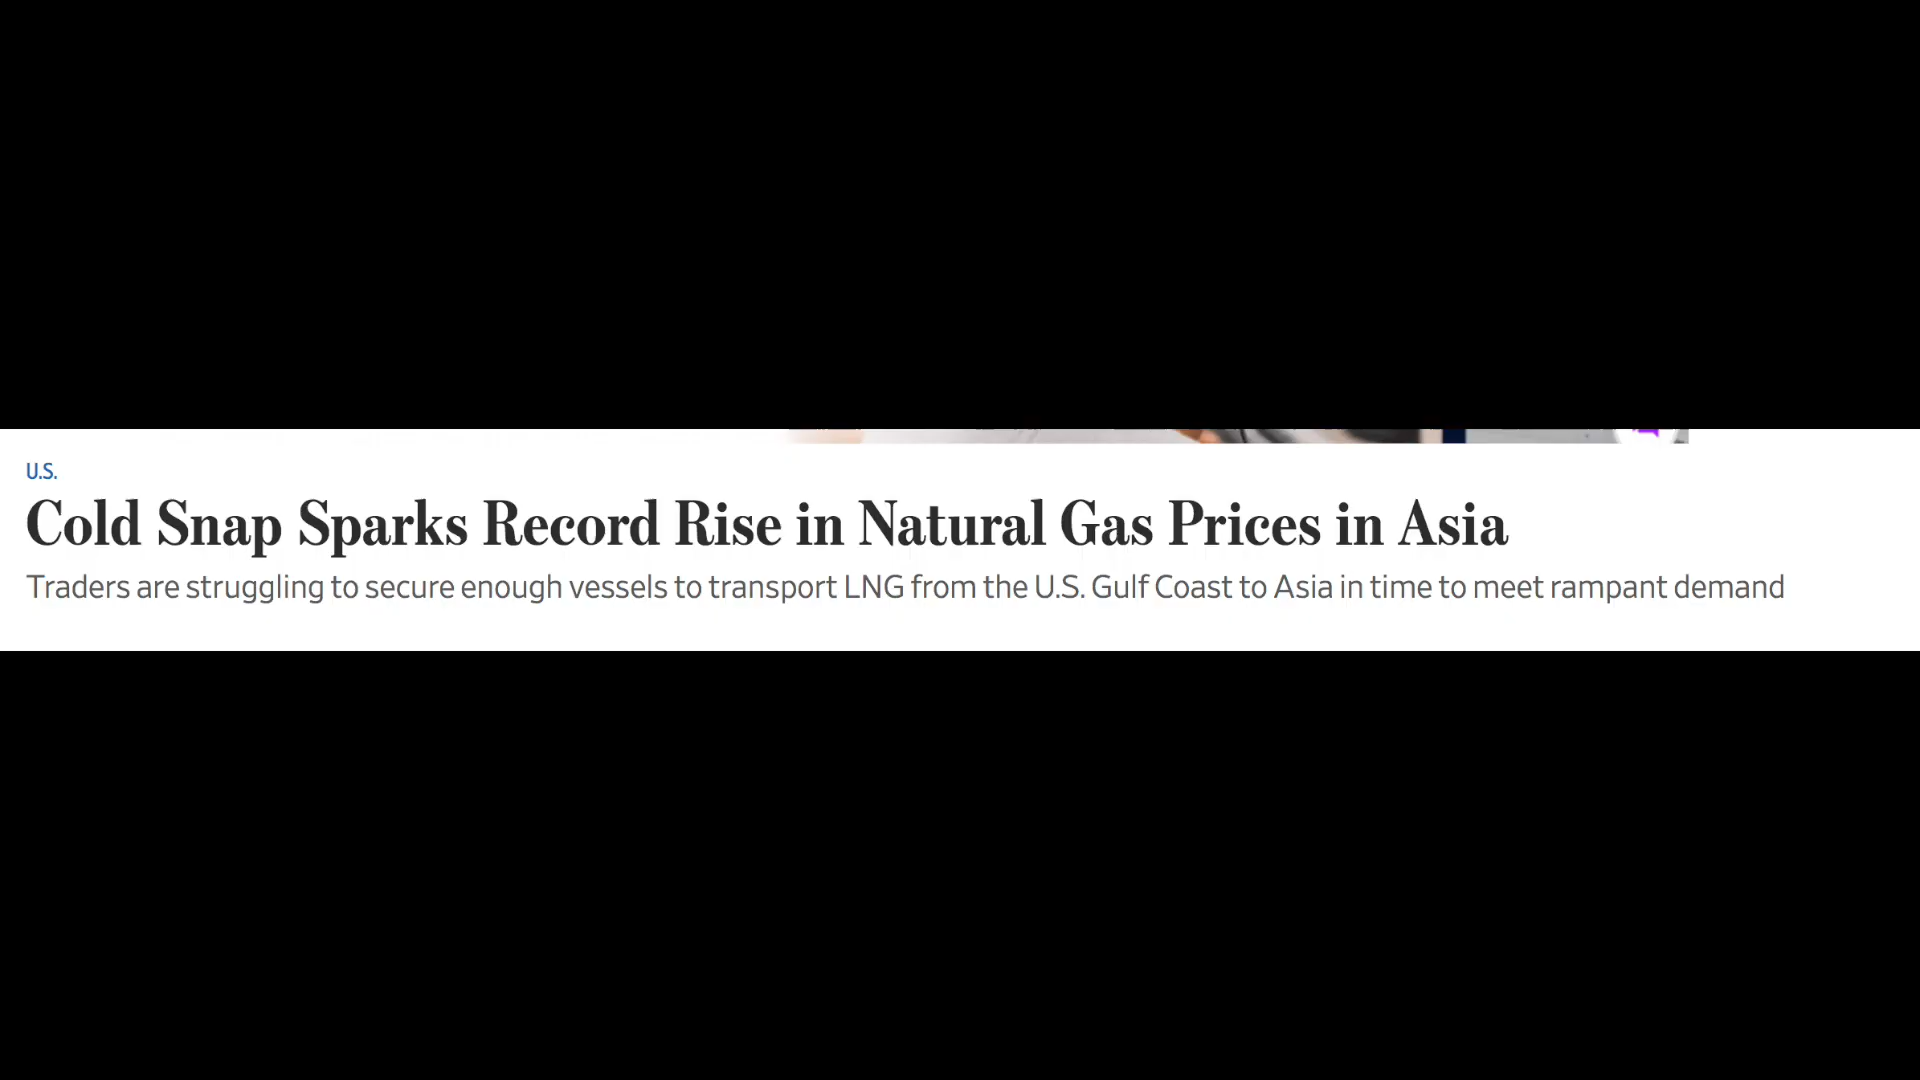 U.S.
Cold Snap Sparks Record Rise in Natural Gas Prices in Asia
Traders are struggling to secure enough vessels to transport LNG from the U.S. Gulf Coast to Asia in time to meet rampant demand